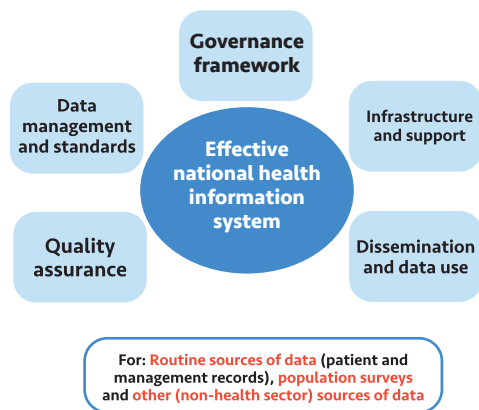 Governance
framework
Data
management
and standards
Infrastructure
and support
Effective
national health
information
system
Quality
assurance
Dissemination
and data use
For: Routine sources of data (patient and
management records), population surveys
and other (non-health sector) sources of data